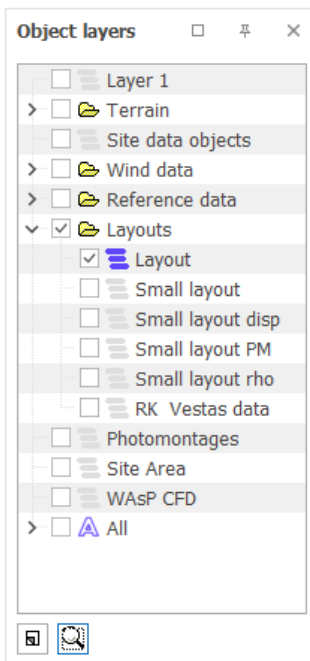 Object layers
Layer 1
Terrain
Site data objects
Wind data
Reference data
Layouts
Layout
Small layout
Small layout disp
Small layout PM
Small layout rho
RK Vestas data
Photomontages
Site Area
WAsP CFD
All